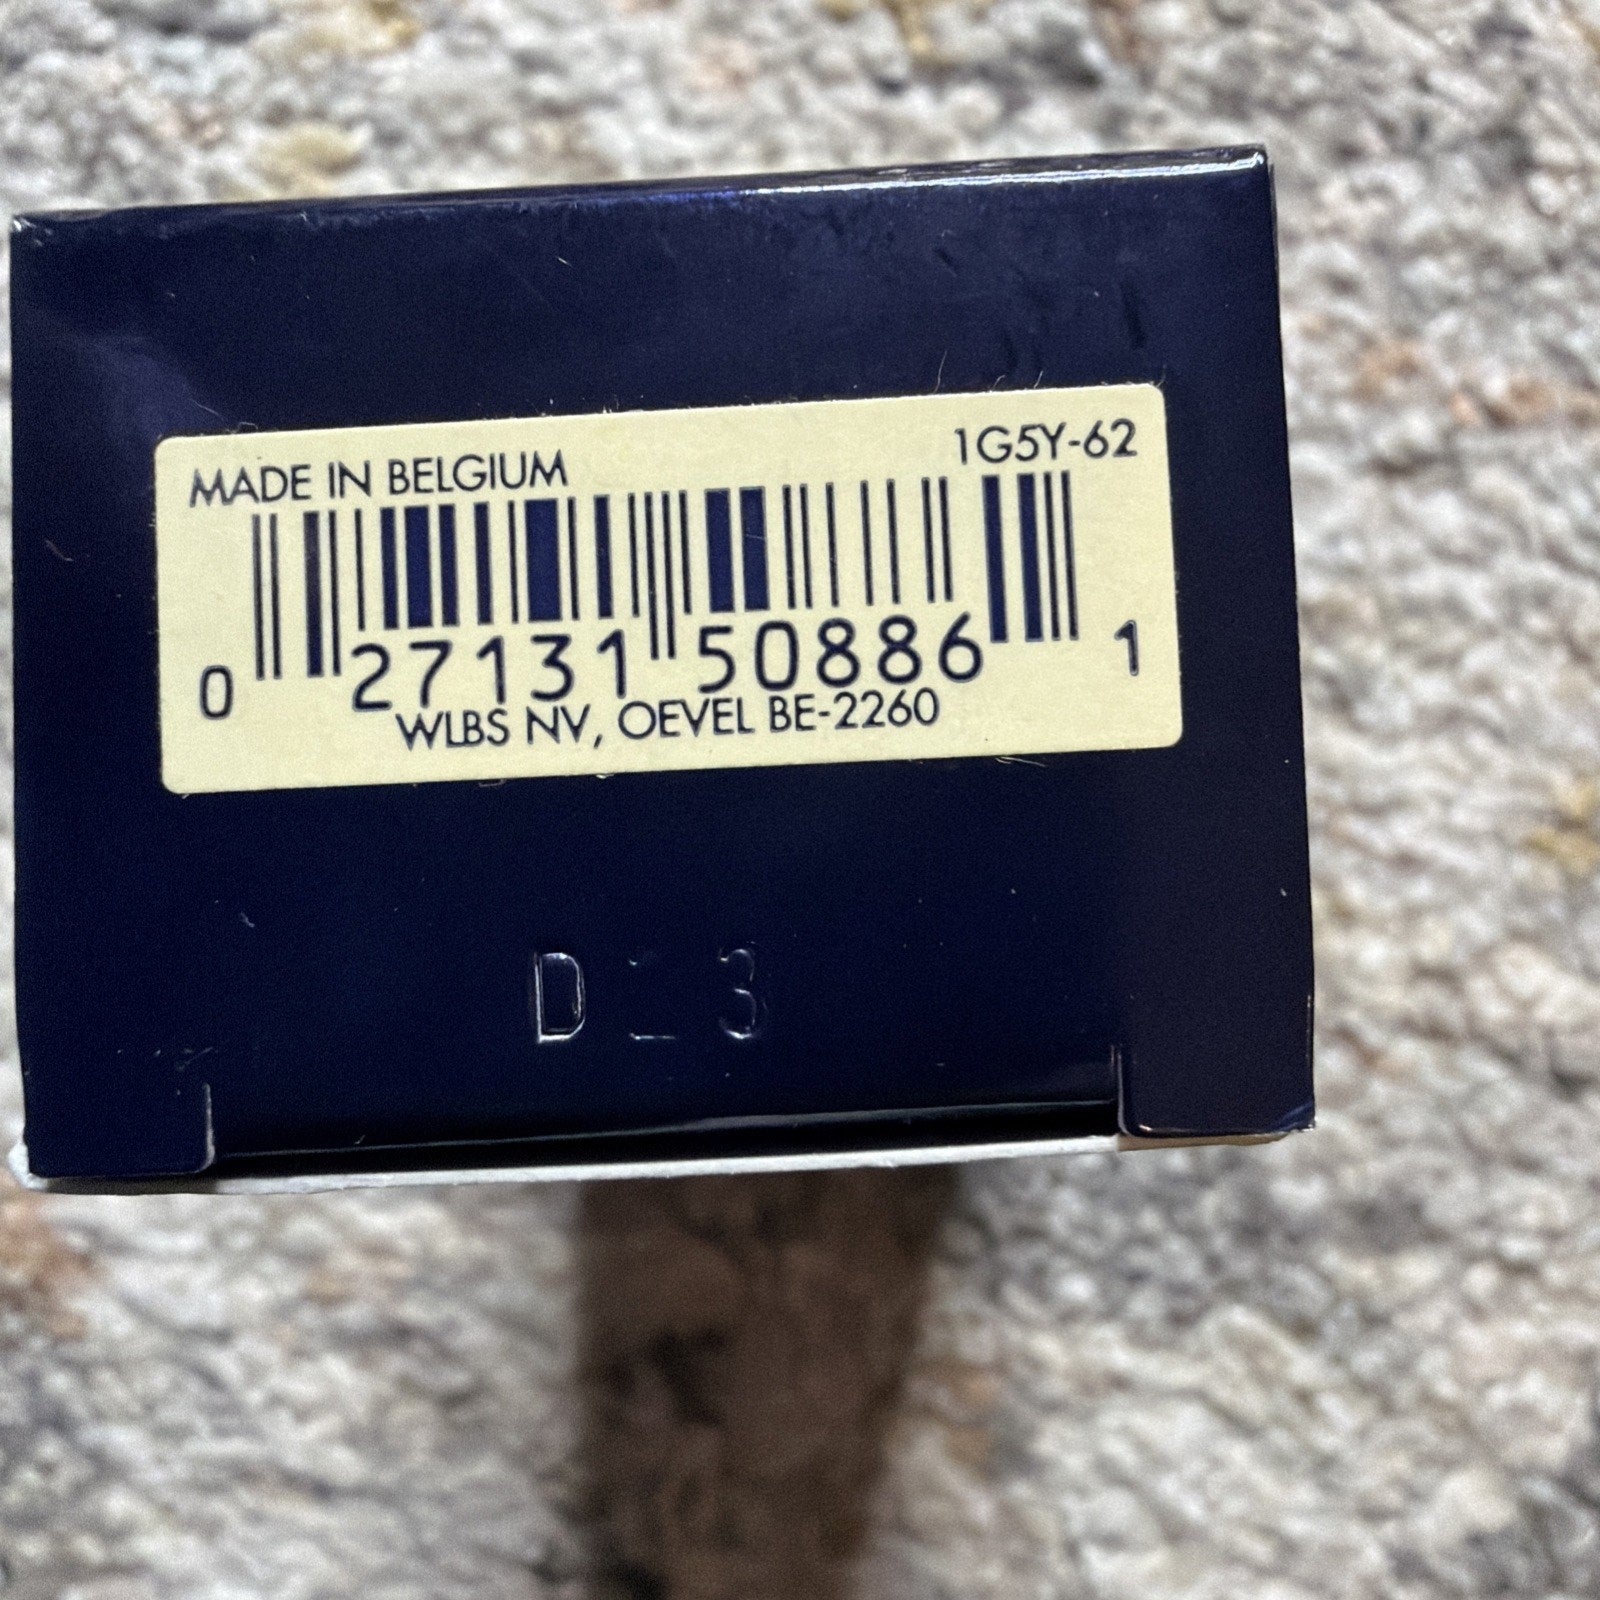 MADE IN BELGIUM 1G5Y-62
0 27131 50886 1
WLBS NV, OEVEL BE-2260